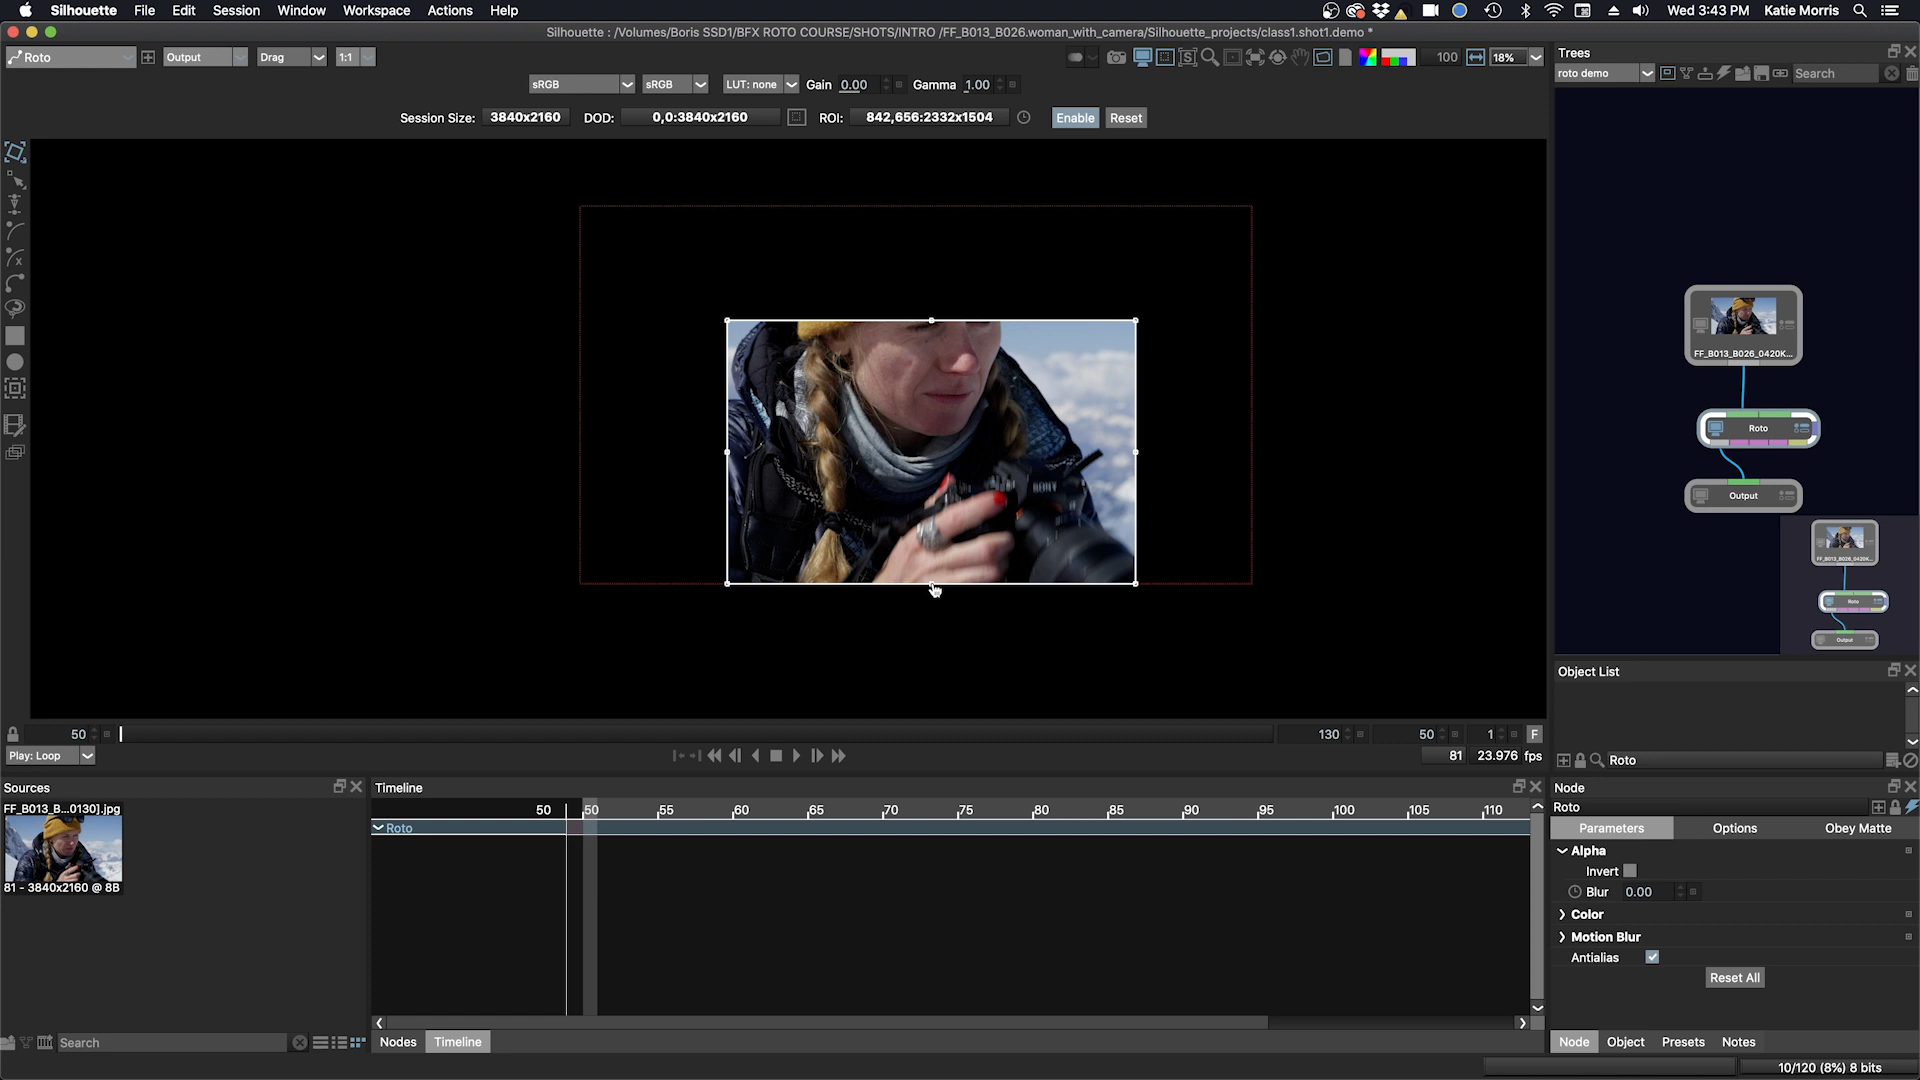 Silhouette File Edit Session Window Workspace Actions Help Wed 3:43 PM Katie Morris
Silhouette : /Volumes/Boris SSD1/BFX ROTO COURSE/SHOTS/INTRO /FF_B013_B026.woman_with_camera/Silhouette_projects/class1.shot1.demo *
Roto Output Drag 1:1 100 18%
sRGB sRGB LUT: none Gain 0.00 Gamma 1.00
Session Size: 3840x2160 DOD: 0,0:3840x2160 ROI: 842,656:2332x1504 Enable Reset
Trees
roto demo Search
FF_B013_B026_0420K...
Roto
Output
FF_B013_B026_0420K...
Roto
Output
SONY
Object List
Roto
50 130 50 1 F
Play: Loop 81 23.976 fps
Sources
FF_B013_B...0130].jpg
81 - 3840x2160 @ 8B
Search
Timeline
50 50 55 60 65 70 75 80 85 90 95 100 105 110
Roto
Nodes Timeline
Node
Roto
Parameters Options Obey Matte
Alpha
Invert
Blur 0.00
Color
Motion Blur
Antialias
Reset All
Node Object Presets Notes
10/120 (8%) 8 bits